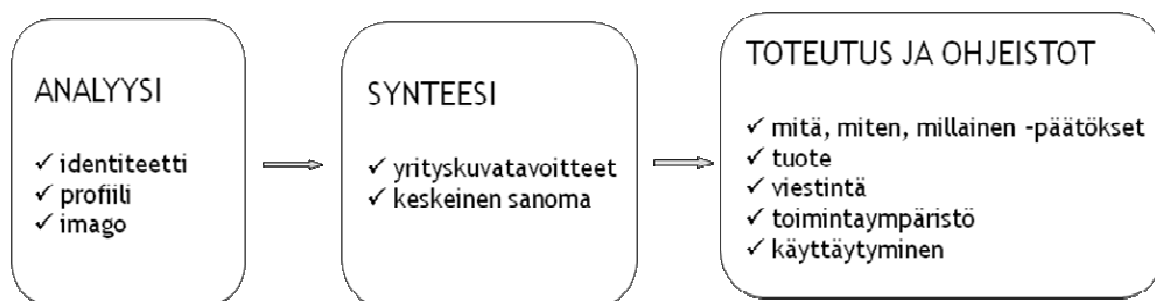 ANALYYSI
✓ identiteetti
✓ profiili
✓ imago
SYNTEESI
✓ yrityskuvatavoitteet
✓ keskeinen sanoma
TOTEUTUS JA OHJEISTOT
✓ mitä, miten, millainen -päätökset
✓ tuote
✓ viestintä
✓ toimintaympäristö
✓ käyttäytyminen